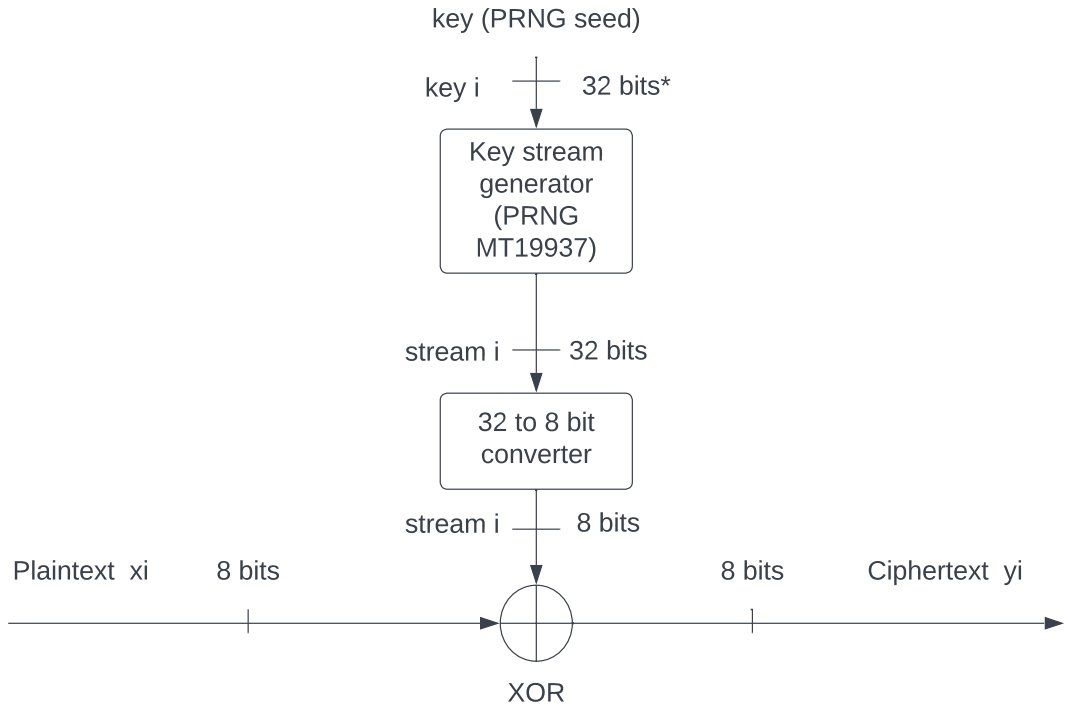 key (PRNG seed)
key i
32 bits*
Key stream
generator
(PRNG
MT19937)
stream i
32 bits
32 to 8 bit
converter
stream i
8 bits
Plaintext  xi
8 bits
8 bits
Ciphertext  yi
XOR